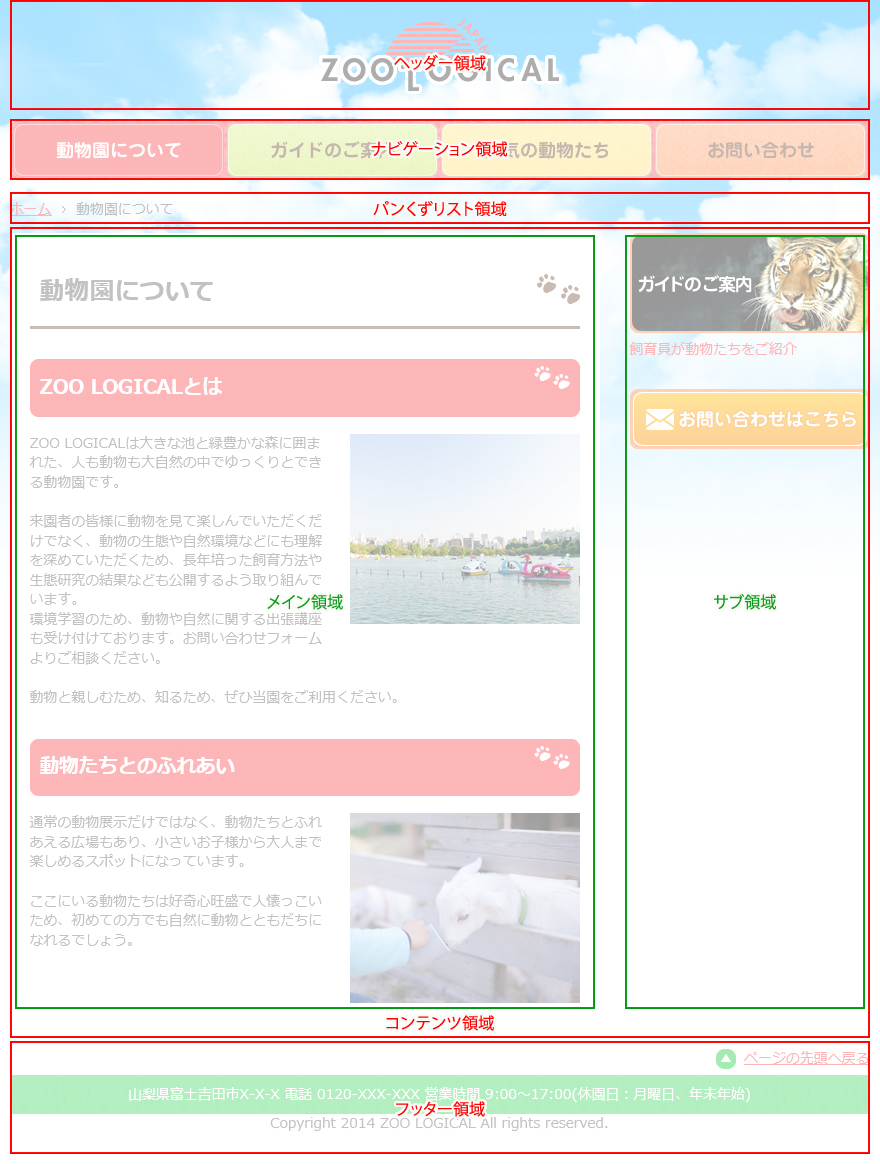 JAPAN
ZOO LOGICAL
ヘッダー領域
動物園について
ガイドのご案
ナビゲーション領域
気の動物たち
お問い合わせ
ホーム > 動物園について
パンくずリスト領域
動物園について
ZOO LOGICALとは
ZOO LOGICALは大きな池と緑豊かな森に囲ま
れた、人も動物も大自然の中でゆっくりとでき
る動物園です。
来園者の皆様に動物を見て楽しんでいただくだ
けでなく、動物の生態や自然環境などにも理解
を深めていただくため、長年培った飼育方法や
生態研究の結果なども公開するよう取り組んで
います。
環境学習のため、動物や自然に関する出張講座
も受け付けております。お問い合わせフォーム
よりご相談ください。
動物と親しむため、知るため、ぜひ当園をご利用ください。
メイン領域
動物たちとのふれあい
通常の動物展示だけではなく、動物たちとふれ
あえる広場もあり、小さいお子様から大人まで
楽しめるスポットになっています。
ここにいる動物たちは好奇心旺盛で人懐っこい
ため、初めての方でも自然に動物とともだちに
なれるでしょう。
ガイドのご案内
飼育員が動物たちをご紹介
お問い合わせはこちら
サブ領域
コンテンツ領域
ページの先頭へ戻る
山梨県富士吉田市X-X-X 電話 0120-XXX-XXX 営業時間 9:00～17:00(休園日：月曜日、年末年始)
フッター領域
Copyright 2014 ZOO LOGICAL All rights reserved.